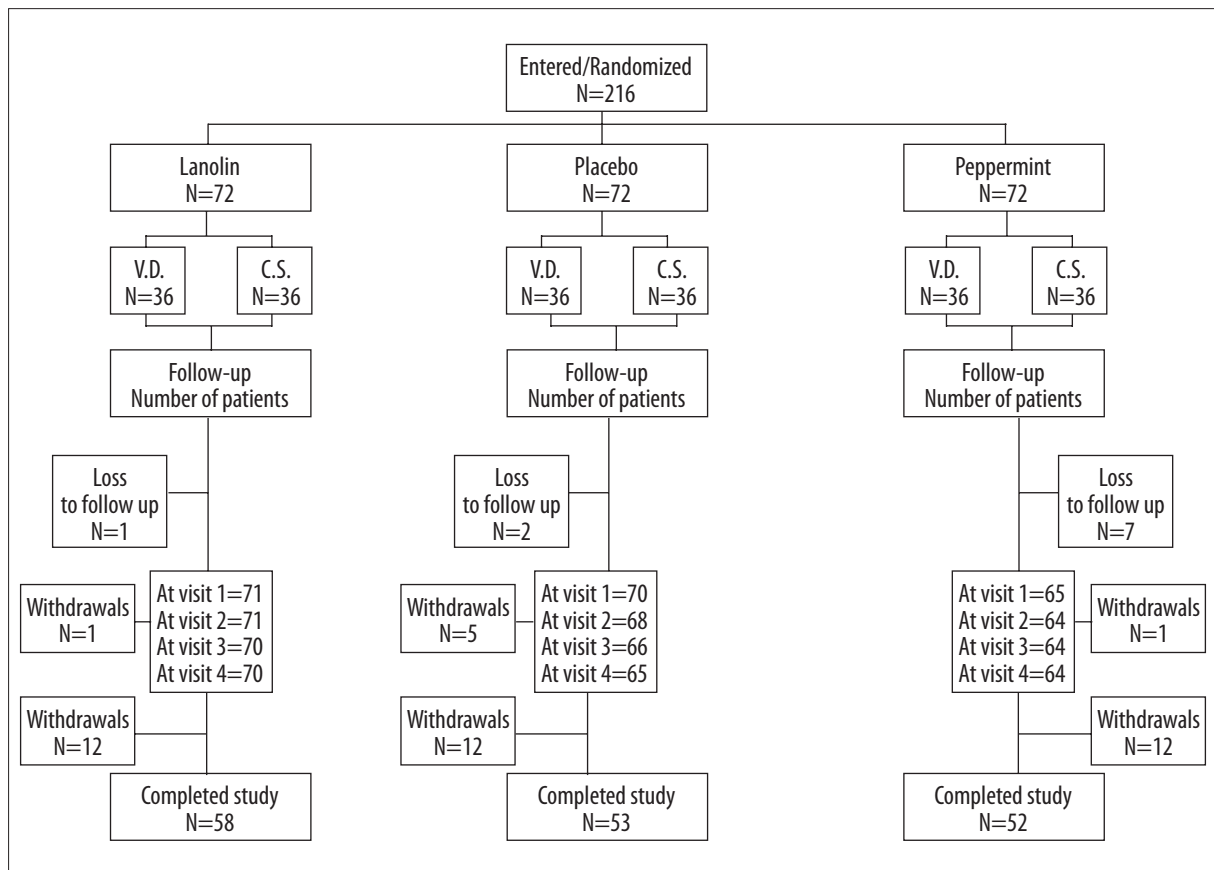 Entered/Randomized
N=216
Lanolin
N=72
Placebo
N=72
Peppermint
N=72
V.D.
N=36
C.S.
N=36
V.D.
N=36
C.S.
N=36
V.D.
N=36
C.S.
N=36
Follow-up
Number of patients
Follow-up
Number of patients
Follow-up
Number of patients
Loss
to follow up
N=1
Loss
to follow up
N=2
Loss
to follow up
N=7
Withdrawals
N=1
At visit 1=71
At visit 2=71
At visit 3=70
At visit 4=70
Withdrawals
N=5
At visit 1=70
At visit 2=68
At visit 3=66
At visit 4=65
At visit 1=65
At visit 2=64
At visit 3=64
At visit 4=64
Withdrawals
N=1
Withdrawals
N=12
Withdrawals
N=12
Withdrawals
N=12
Completed study
N=58
Completed study
N=53
Completed study
N=52